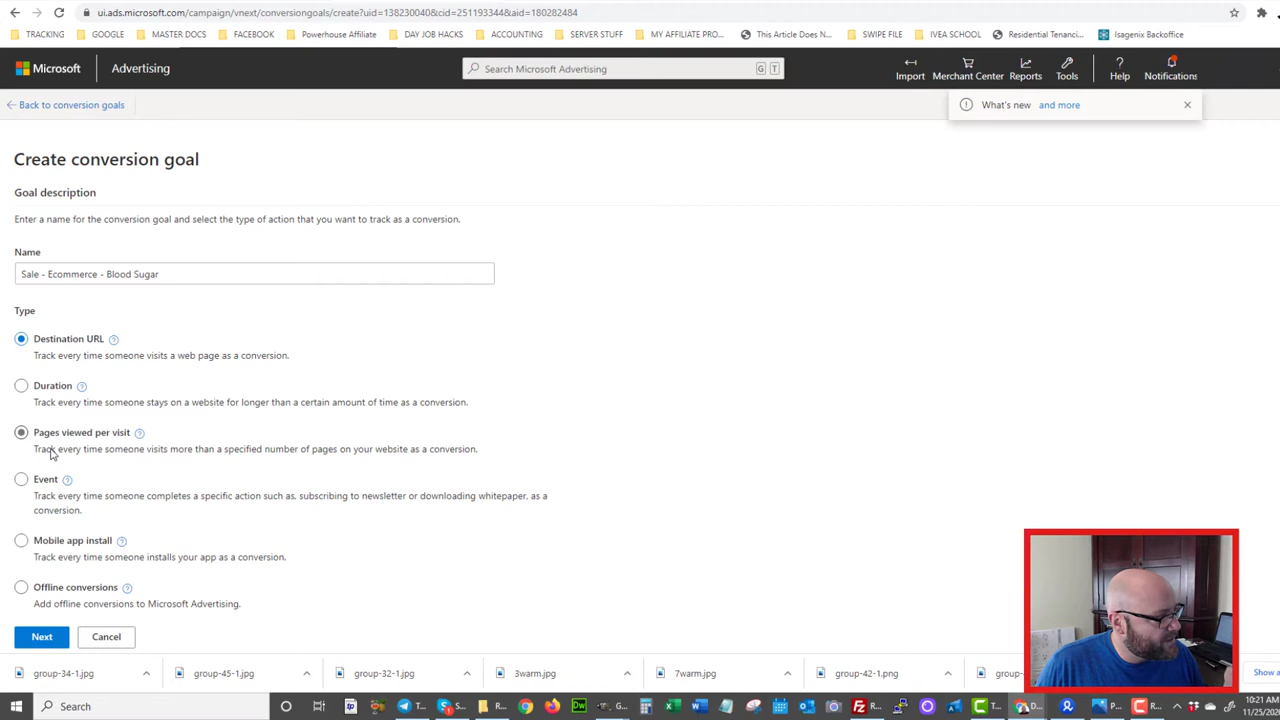 ui.ads.microsoft.com/campaign/vnext/conversiongoals/create?uid=138230040&cid=251193344&aid=180282484
TRACKING GOOGLE MASTER DOCS FACEBOOK Powerhouse Affiliate DAY JOB HACKS ACCOUNTING SERVER STUFF MY AFFILIATE PRO... This Article Does N... SWIPE FILE IVEA SCHOOL Residential Tenanci... Isagenix Backoffice
Microsoft Advertising Search Microsoft Advertising G T Import Merchant Center Reports Tools Help Notifications
Back to conversion goals
What's new and more
Create conversion goal
Goal description
Enter a name for the conversion goal and select the type of action that you want to track as a conversion.
Name
Sale - Ecommerce - Blood Sugar
Type
Destination URL
Track every time someone visits a web page as a conversion.
Duration
Track every time someone stays on a website for longer than a certain amount of time as a conversion.
Pages viewed per visit
Track every time someone visits more than a specified number of pages on your website as a conversion.
Event
Track every time someone completes a specific action such as, subscribing to newsletter or downloading whitepaper, as a
conversion.
Mobile app install
Track every time someone installs your app as a conversion.
Offline conversions
Add offline conversions to Microsoft Advertising.
Next Cancel
group-34-1.jpg group-45-1.jpg group-32-1.jpg 3warm.jpg 7warm.jpg group-42-1.png group- Show a
Search T... S... R... G... R... T... D... P... R... 10:21 AM
11/25/20